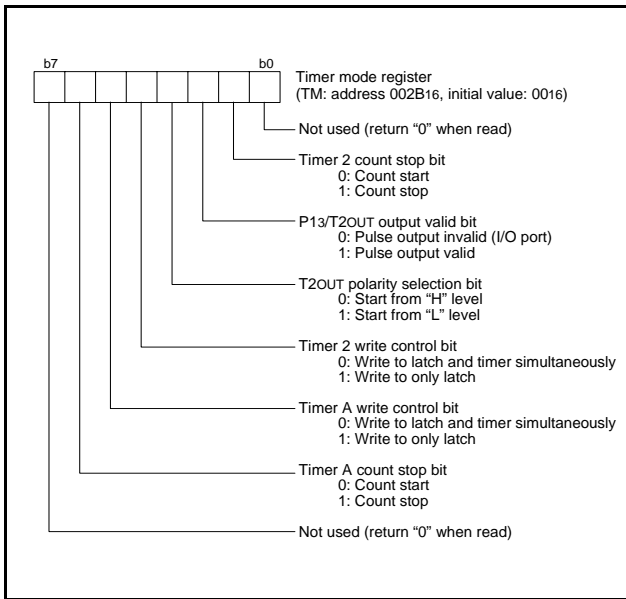 b7 b0
Timer mode register
(TM: address 002B16, initial value: 0016)
Not used (return “0” when read)
Timer 2 count stop bit
0: Count start
1: Count stop
P13/T2OUT output valid bit
0: Pulse output invalid (I/O port)
1: Pulse output valid
T2OUT polarity selection bit
0: Start from “H” level
1: Start from “L” level
Timer 2 write control bit
0: Write to latch and timer simultaneously
1: Write to only latch
Timer A write control bit
0: Write to latch and timer simultaneously
1: Write to only latch
Timer A count stop bit
0: Count start
1: Count stop
Not used (return “0” when read)